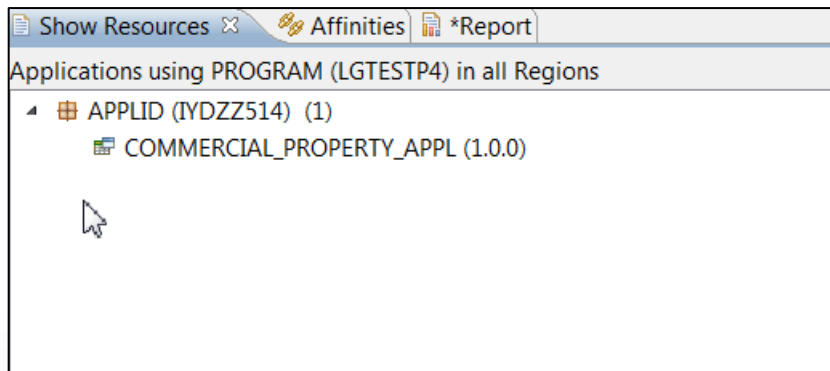 Show Resources Affinities *Report
Applications using PROGRAM (LGTESTP4) in all Regions
APPLID (IYDZZ514) (1)
COMMERCIAL_PROPERTY_APPL (1.0.0)